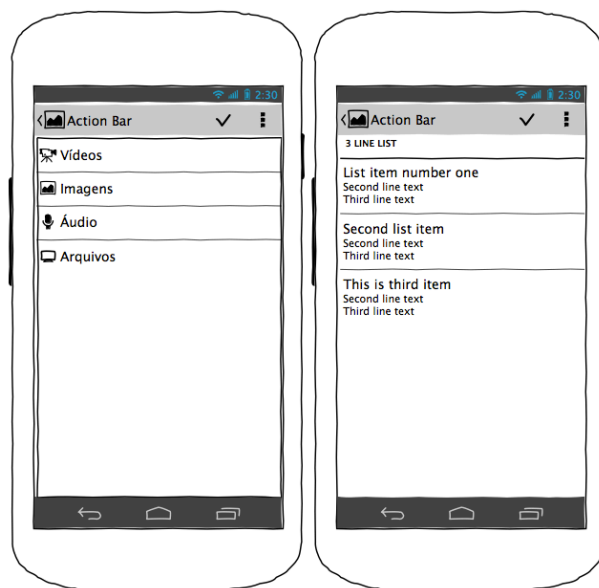 2:30
Action Bar
Vídeos
Imagens
Áudio
Arquivos
2:30
Action Bar
3 LINE LIST
List item number one
Second line text
Third line text
Second list item
Second line text
Third line text
This is third item
Second line text
Third line text